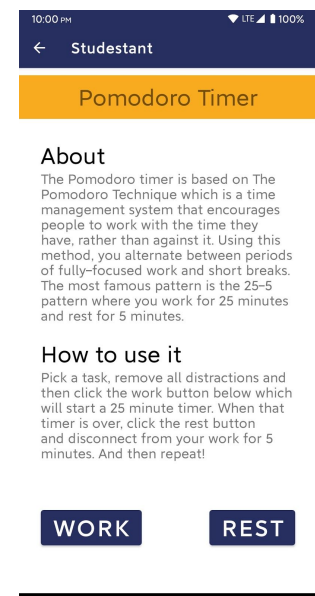 10:00 PM LTE 100%
Studestant
Pomodoro Timer
About
The Pomodoro timer is based on The
Pomodoro Technique which is a time
management system that encourages
people to work with the time they
have, rather than against it. Using this
method, you alternate between periods
of fully-focused work and short breaks.
The most famous pattern is the 25-5
pattern where you work for 25 minutes
and rest for 5 minutes.
How to use it
Pick a task, remove all distractions and
then click the work button below which
will start a 25 minute timer. When that
timer is over, click the rest button
and disconnect from your work for 5
minutes. And then repeat!
WORK REST